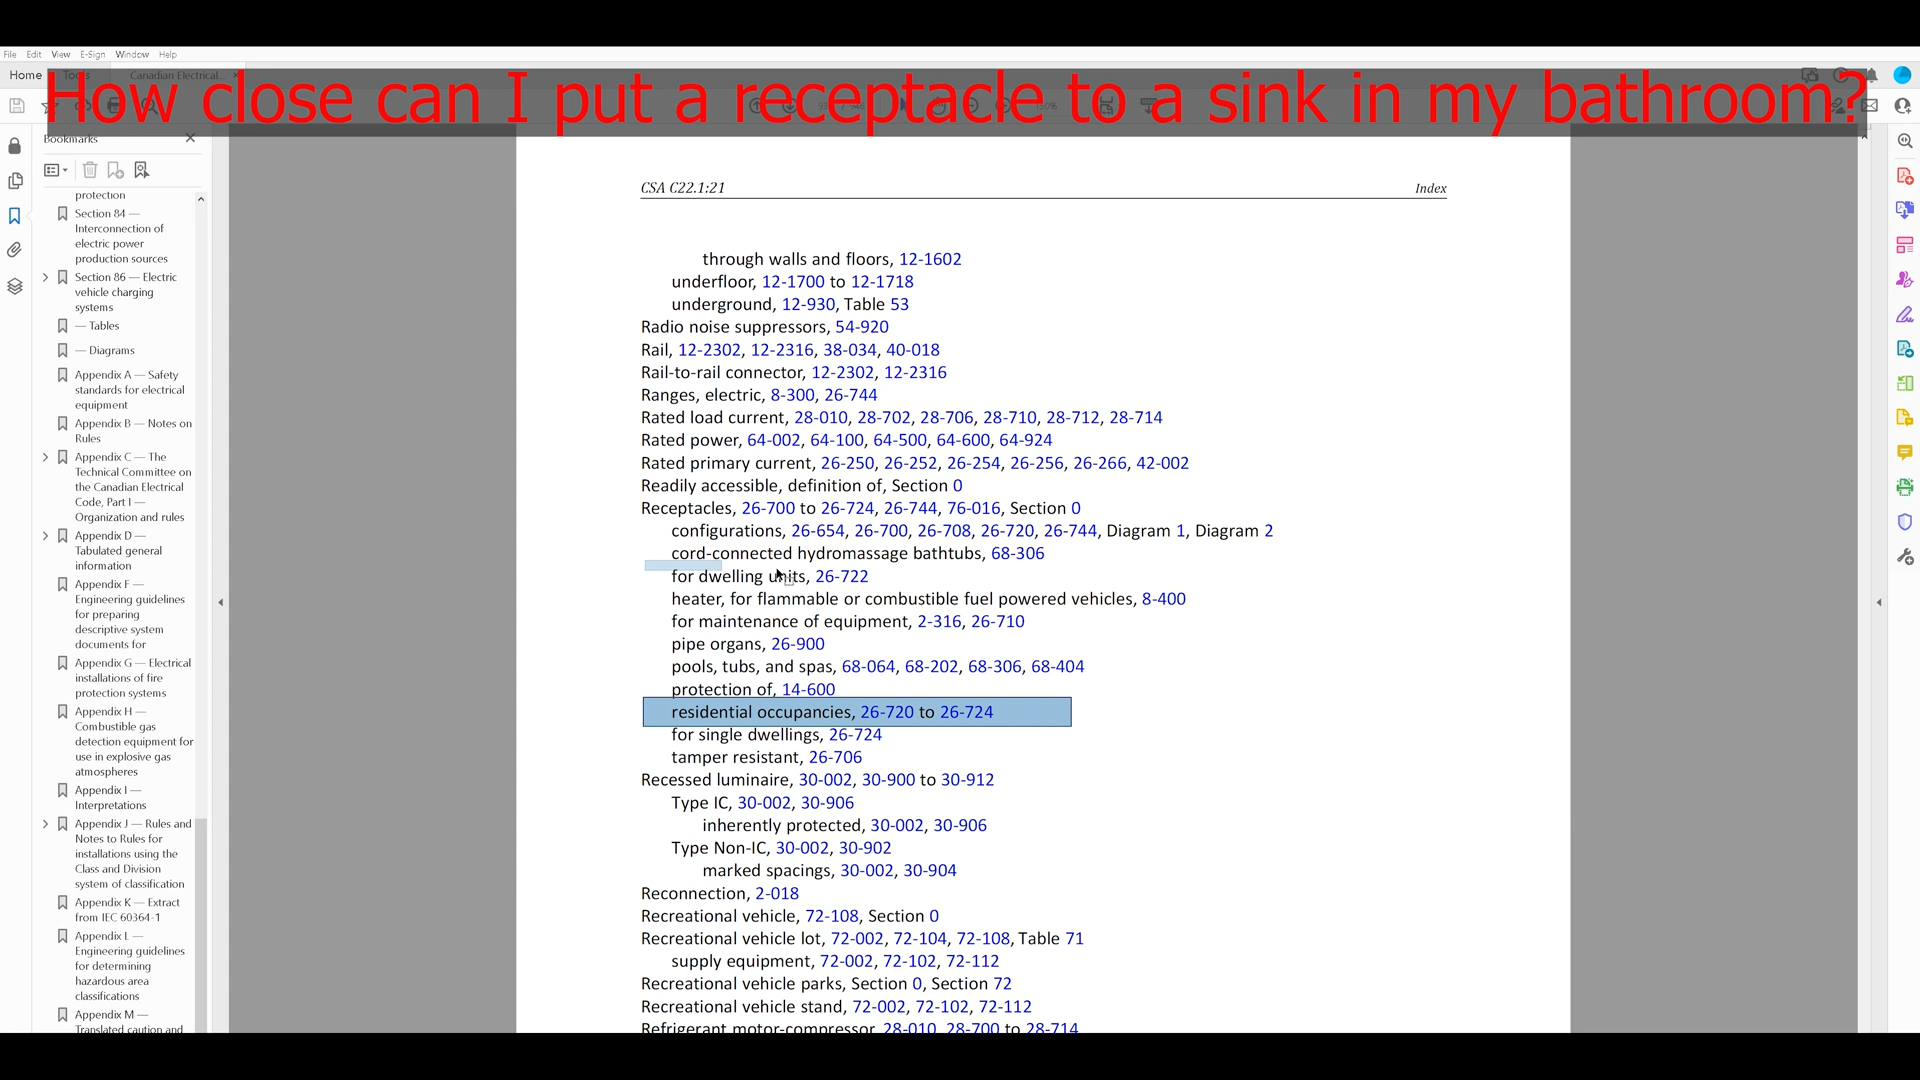 File Edit View E-Sign Window Help
Home Tools Canadian Electrical...
How close can I put a receptacle to a sink in my bathroom?
Bookmarks
protection
Section 84 —
Interconnection of
electric power
production sources
Section 86 — Electric
vehicle charging
systems
— Tables
— Diagrams
Appendix A — Safety
standards for electrical
equipment
Appendix B — Notes on
Rules
Appendix C — The
Technical Committee on
the Canadian Electrical
Code, Part I —
Organization and rules
Appendix D —
Tabulated general
information
Appendix F —
Engineering guidelines
for preparing
descriptive system
documents for
Appendix G — Electrical
installations of fire
protection systems
Appendix H —
Combustible gas
detection equipment for
use in explosive gas
atmospheres
Appendix I —
Interpretations
Appendix J — Rules and
Notes to Rules for
installations using the
Class and Division
system of classification
Appendix K — Extract
from IEC 60364-1
Appendix L —
Engineering guidelines
for determining
hazardous area
classifications
Appendix M —
Translated caution and
CSA C22.1:21 Index
through walls and floors, 12-1602
underfloor, 12-1700 to 12-1718
underground, 12-930, Table 53
Radio noise suppressors, 54-920
Rail, 12-2302, 12-2316, 38-034, 40-018
Rail-to-rail connector, 12-2302, 12-2316
Ranges, electric, 8-300, 26-744
Rated load current, 28-010, 28-702, 28-706, 28-710, 28-712, 28-714
Rated power, 64-002, 64-100, 64-500, 64-600, 64-924
Rated primary current, 26-250, 26-252, 26-254, 26-256, 26-266, 42-002
Readily accessible, definition of, Section 0
Receptacles, 26-700 to 26-724, 26-744, 76-016, Section 0
configurations, 26-654, 26-700, 26-708, 26-720, 26-744, Diagram 1, Diagram 2
cord-connected hydromassage bathtubs, 68-306
for dwelling units, 26-722
heater, for flammable or combustible fuel powered vehicles, 8-400
for maintenance of equipment, 2-316, 26-710
pipe organs, 26-900
pools, tubs, and spas, 68-064, 68-202, 68-306, 68-404
protection of, 14-600
residential occupancies, 26-720 to 26-724
for single dwellings, 26-724
tamper resistant, 26-706
Recessed luminaire, 30-002, 30-900 to 30-912
Type IC, 30-002, 30-906
inherently protected, 30-002, 30-906
Type Non-IC, 30-002, 30-902
marked spacings, 30-002, 30-904
Reconnection, 2-018
Recreational vehicle, 72-108, Section 0
Recreational vehicle lot, 72-002, 72-104, 72-108, Table 71
supply equipment, 72-002, 72-102, 72-112
Recreational vehicle parks, Section 0, Section 72
Recreational vehicle stand, 72-002, 72-102, 72-112
Refrigerant motor-compressor, 28-010, 28-700 to 28-714